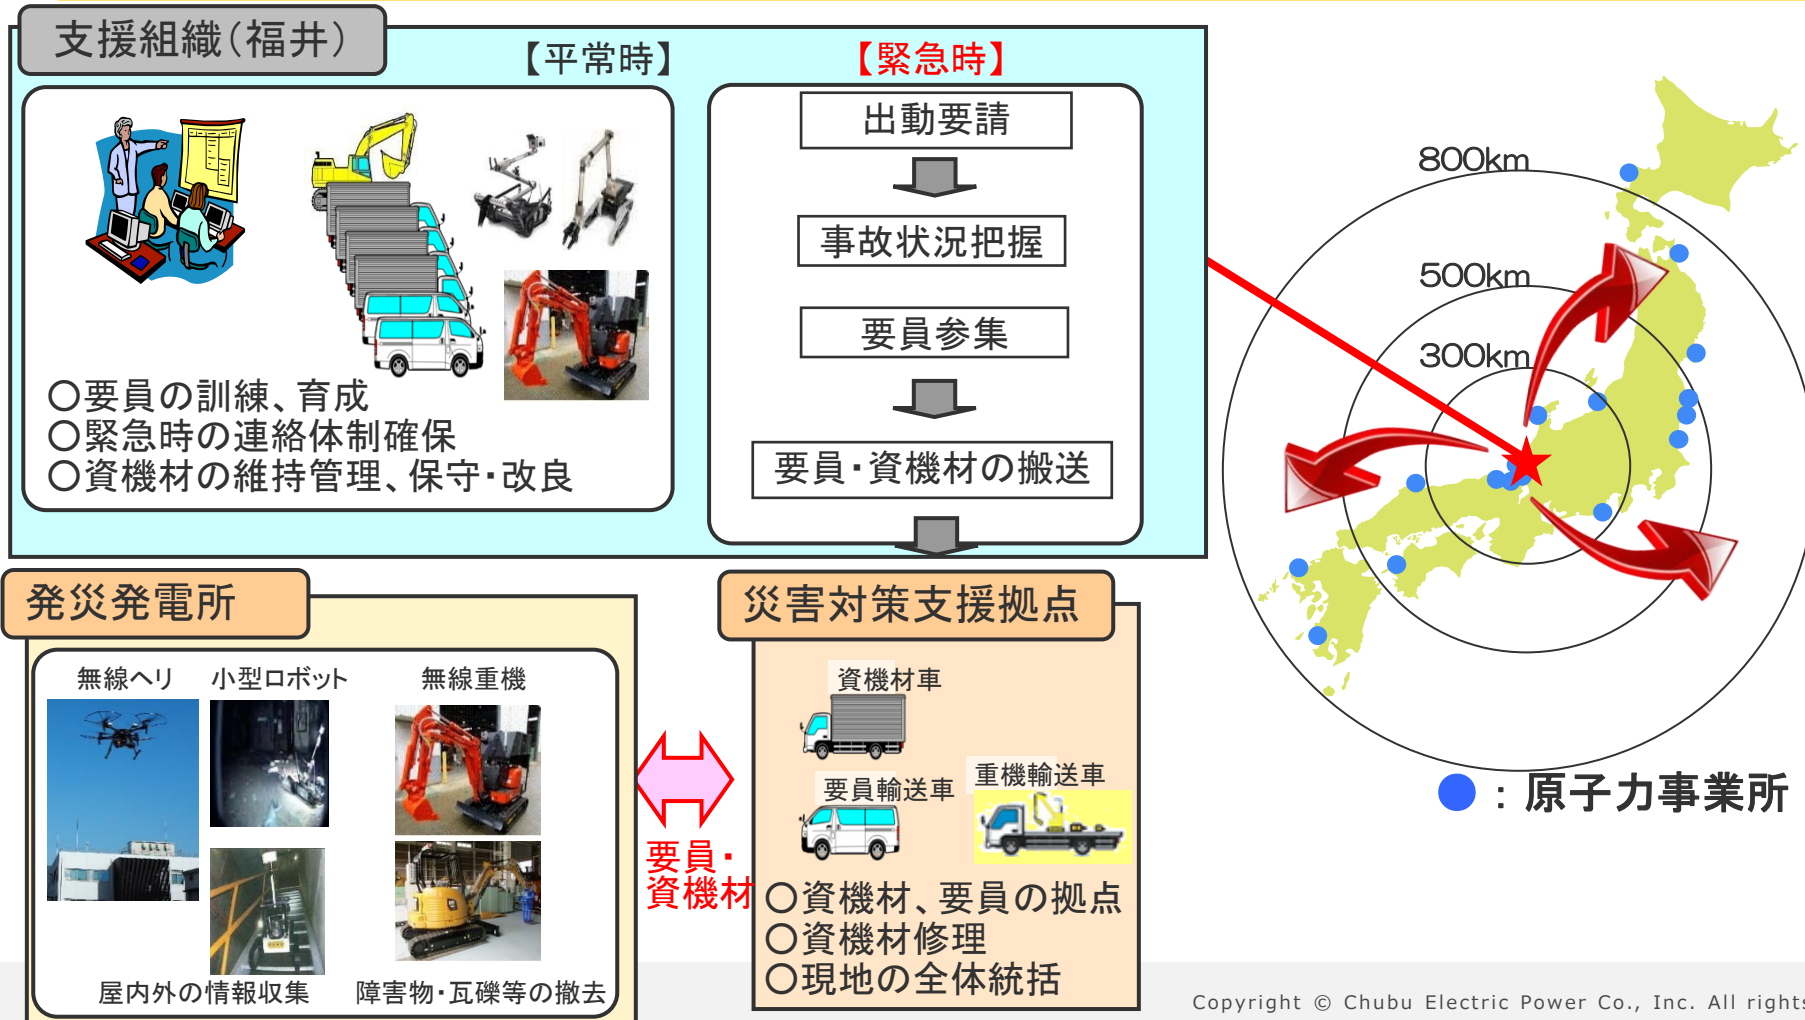 支援組織(福井)
【平常時】
【緊急時】
○要員の訓練、育成
○緊急時の連絡体制確保
○資機材の維持管理、保守・改良
出動要請
事故状況把握
要員参集
要員・資機材の搬送
800km
500km
300km
●：原子力事業所
発災発電所
無線ヘリ
小型ロボット
無線重機
屋内外の情報収集
障害物・瓦礫等の撤去
要員・
資機材
災害対策支援拠点
資機材車
要員輸送車
重機輸送車
○資機材、要員の拠点
○資機材修理
○現地の全体統括
Copyright © Chubu Electric Power Co., Inc. All rights